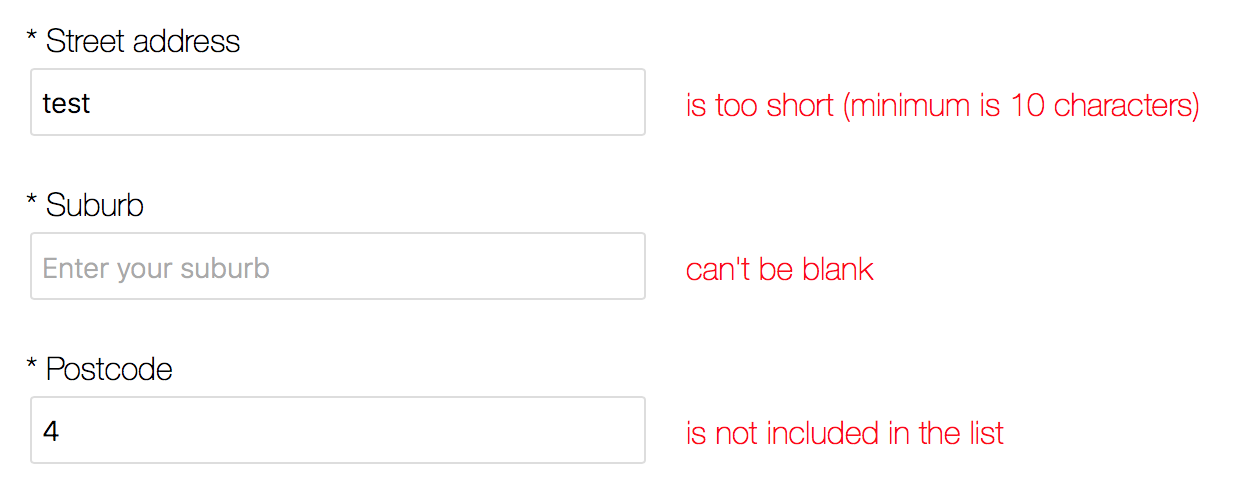 * Street address
test
is too short (minimum is 10 characters)
* Suburb
Enter your suburb
can't be blank
* Postcode
4
is not included in the list